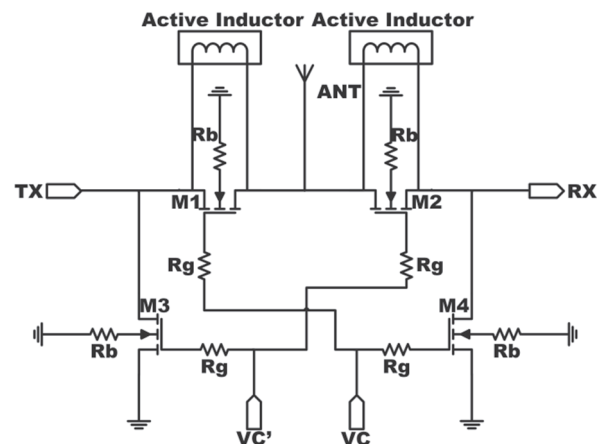 Active Inductor Active Inductor
ANT
Rb Rb
TX M1 M2 RX
Rg Rg
M3 M4
Rb Rg Rg Rb
VC' VC